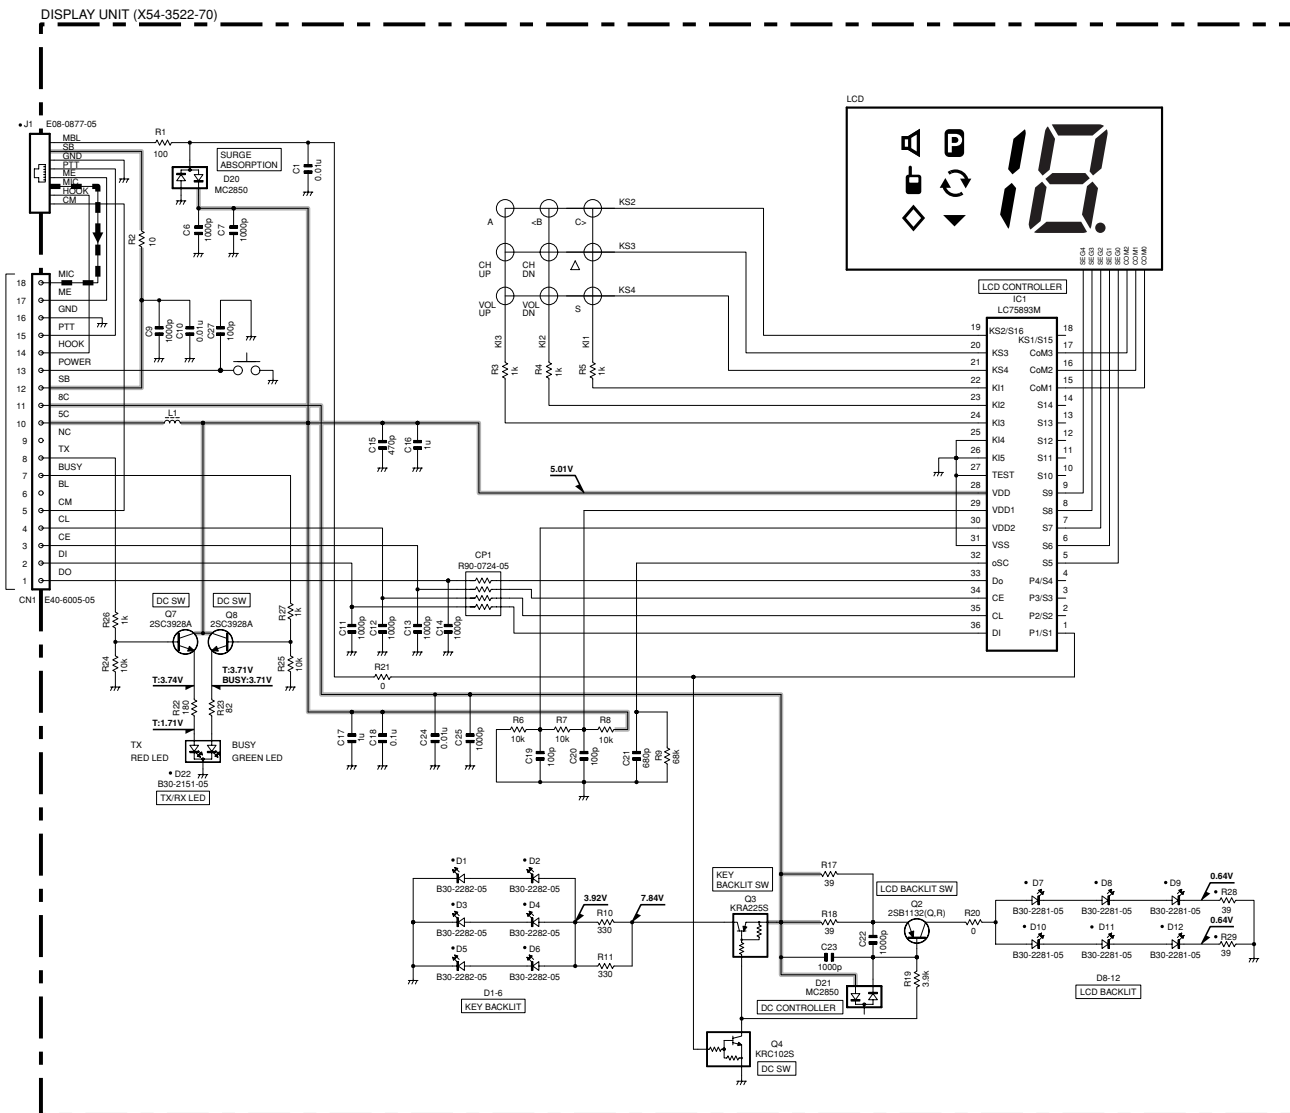 DISPLAY UNIT (X54-3522-70)
• J1 E08-0877-05
MBL
SB
GND
PTT
ME
MIC
HOOK
CM
R1
100
SURGE
ABSORPTION
D20
MC2850
C1
0.01u
C6
1000p
C7
1000p
R2
10
18 MIC
17 ME
16 GND
15 PTT
14 HOOK
13 POWER
12 SB
11 8C
10 5C
9 NC
8 TX
7 BUSY
6 BL
5 CM
4 CL
3 CE
2 DI
1 DO
CN1 E40-6005-05
C9
1000p
C10
0.01u
C27
100p
L1
C15
470p
C16
1u
A
<B
C>
KS2
CH
UP
CH
DN
△
KS3
VOL
UP
VOL
DN
S
KS4
KI3
KI2
KI1
R3
1k
R4
1k
R5
1k
LCD
P
18.
SEG4
SEG3
SEG2
SEG1
SEG0
COM2
COM1
COM0
LCD CONTROLLER
IC1
LC75893M
19 KS2/S16
20 KS3
21 KS4
22 KI1
23 KI2
24 KI3
25 KI4
26 KI5
27 TEST
28 VDD
29 VDD1
30 VDD2
31 VSS
32 oSC
33 Do
34 CE
35 CL
36 DI
KS1/S15 18
CoM3 17
CoM2 16
CoM1 15
S14 14
S13 13
S12 12
S11 11
S10 10
S9 9
S8 8
S7 7
S6 6
S5 5
P4/S4 4
P3/S3 3
P2/S2 2
P1/S1 1
5.01V
CP1
R90-0724-05
C11
1000p
C12
1000p
C13
1000p
C14
1000p
R21
0
DC SW
Q7
2SC3928A
DC SW
Q8
2SC3928A
R26
1k
R24
10k
R27
1k
R25
10k
T:3.74V
T:3.71V
BUSY:3.71V
R22
180
R23
82
T:1.71V
TX
RED LED
BUSY
GREEN LED
• D22
B30-2151-05
TX/RX LED
C17
1u
C18
0.1u
C24
0.01u
C25
1000p
R6
10k
R7
10k
R8
10k
C19
100p
C20
100p
C21
680p
R9
68k
• D1
B30-2282-05
• D2
B30-2282-05
• D3
B30-2282-05
• D4
B30-2282-05
• D5
B30-2282-05
• D6
B30-2282-05
D1-6
KEY BACKLIT
3.92V
7.84V
R10
330
R11
330
KEY
BACKLIT SW
Q3
KRA225S
R17
39
R18
39
C23
1000p
C22
1000p
D21
MC2850
DC CONTROLLER
LCD BACKLIT SW
Q2
2SB1132(Q,R)
R19
3.9k
R20
0
Q4
KRC102S
DC SW
• D7
B30-2281-05
• D8
B30-2281-05
• D9
B30-2281-05
0.64V
• R28
39
• D10
B30-2281-05
• D11
B30-2281-05
• D12
B30-2281-05
0.64V
• R29
39
D8-12
LCD BACKLIT